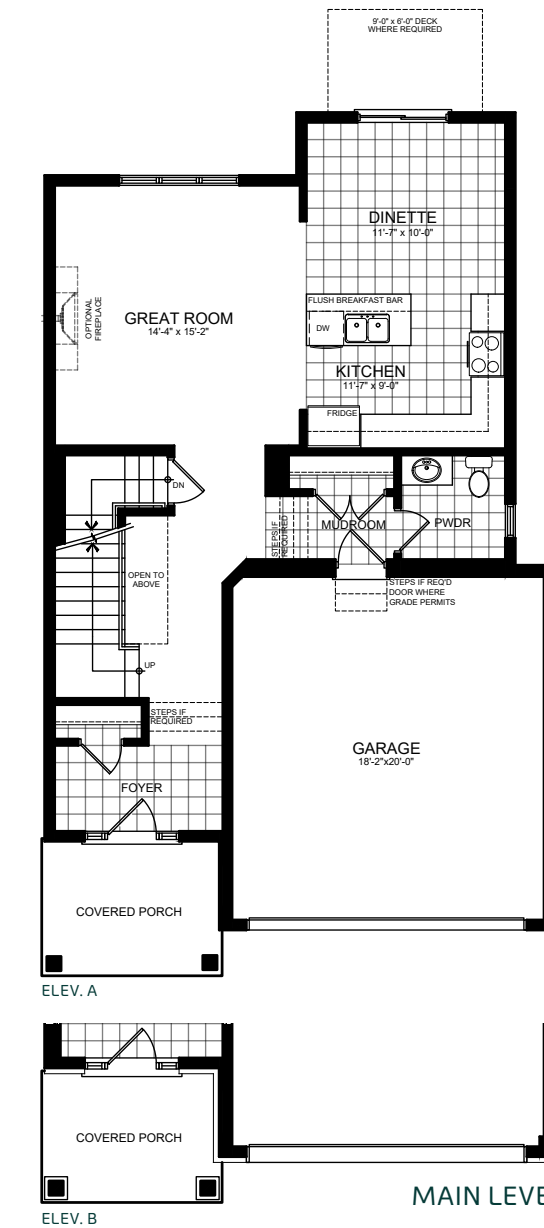 9'-0" x 6'-0" DECK
WHERE REQUIRED
DINETTE
11'-7" x 10'-0"
GREAT ROOM
14'-4" x 15'-2"
OPTIONAL
FIREPLACE
FLUSH BREAKFAST BAR
DW
KITCHEN
11'-7" x 9'-0"
FRIDGE
DN
STEPS IF
REQUIRED
MUDROOM
PWDR
OPEN TO
ABOVE
STEPS IF REQ'D
DOOR WHERE
GRADE PERMITS
UP
STEPS IF
REQUIRED
GARAGE
18'-2"x20'-0"
FOYER
COVERED PORCH
ELEV. A
COVERED PORCH
MAIN LEVE
ELEV. B